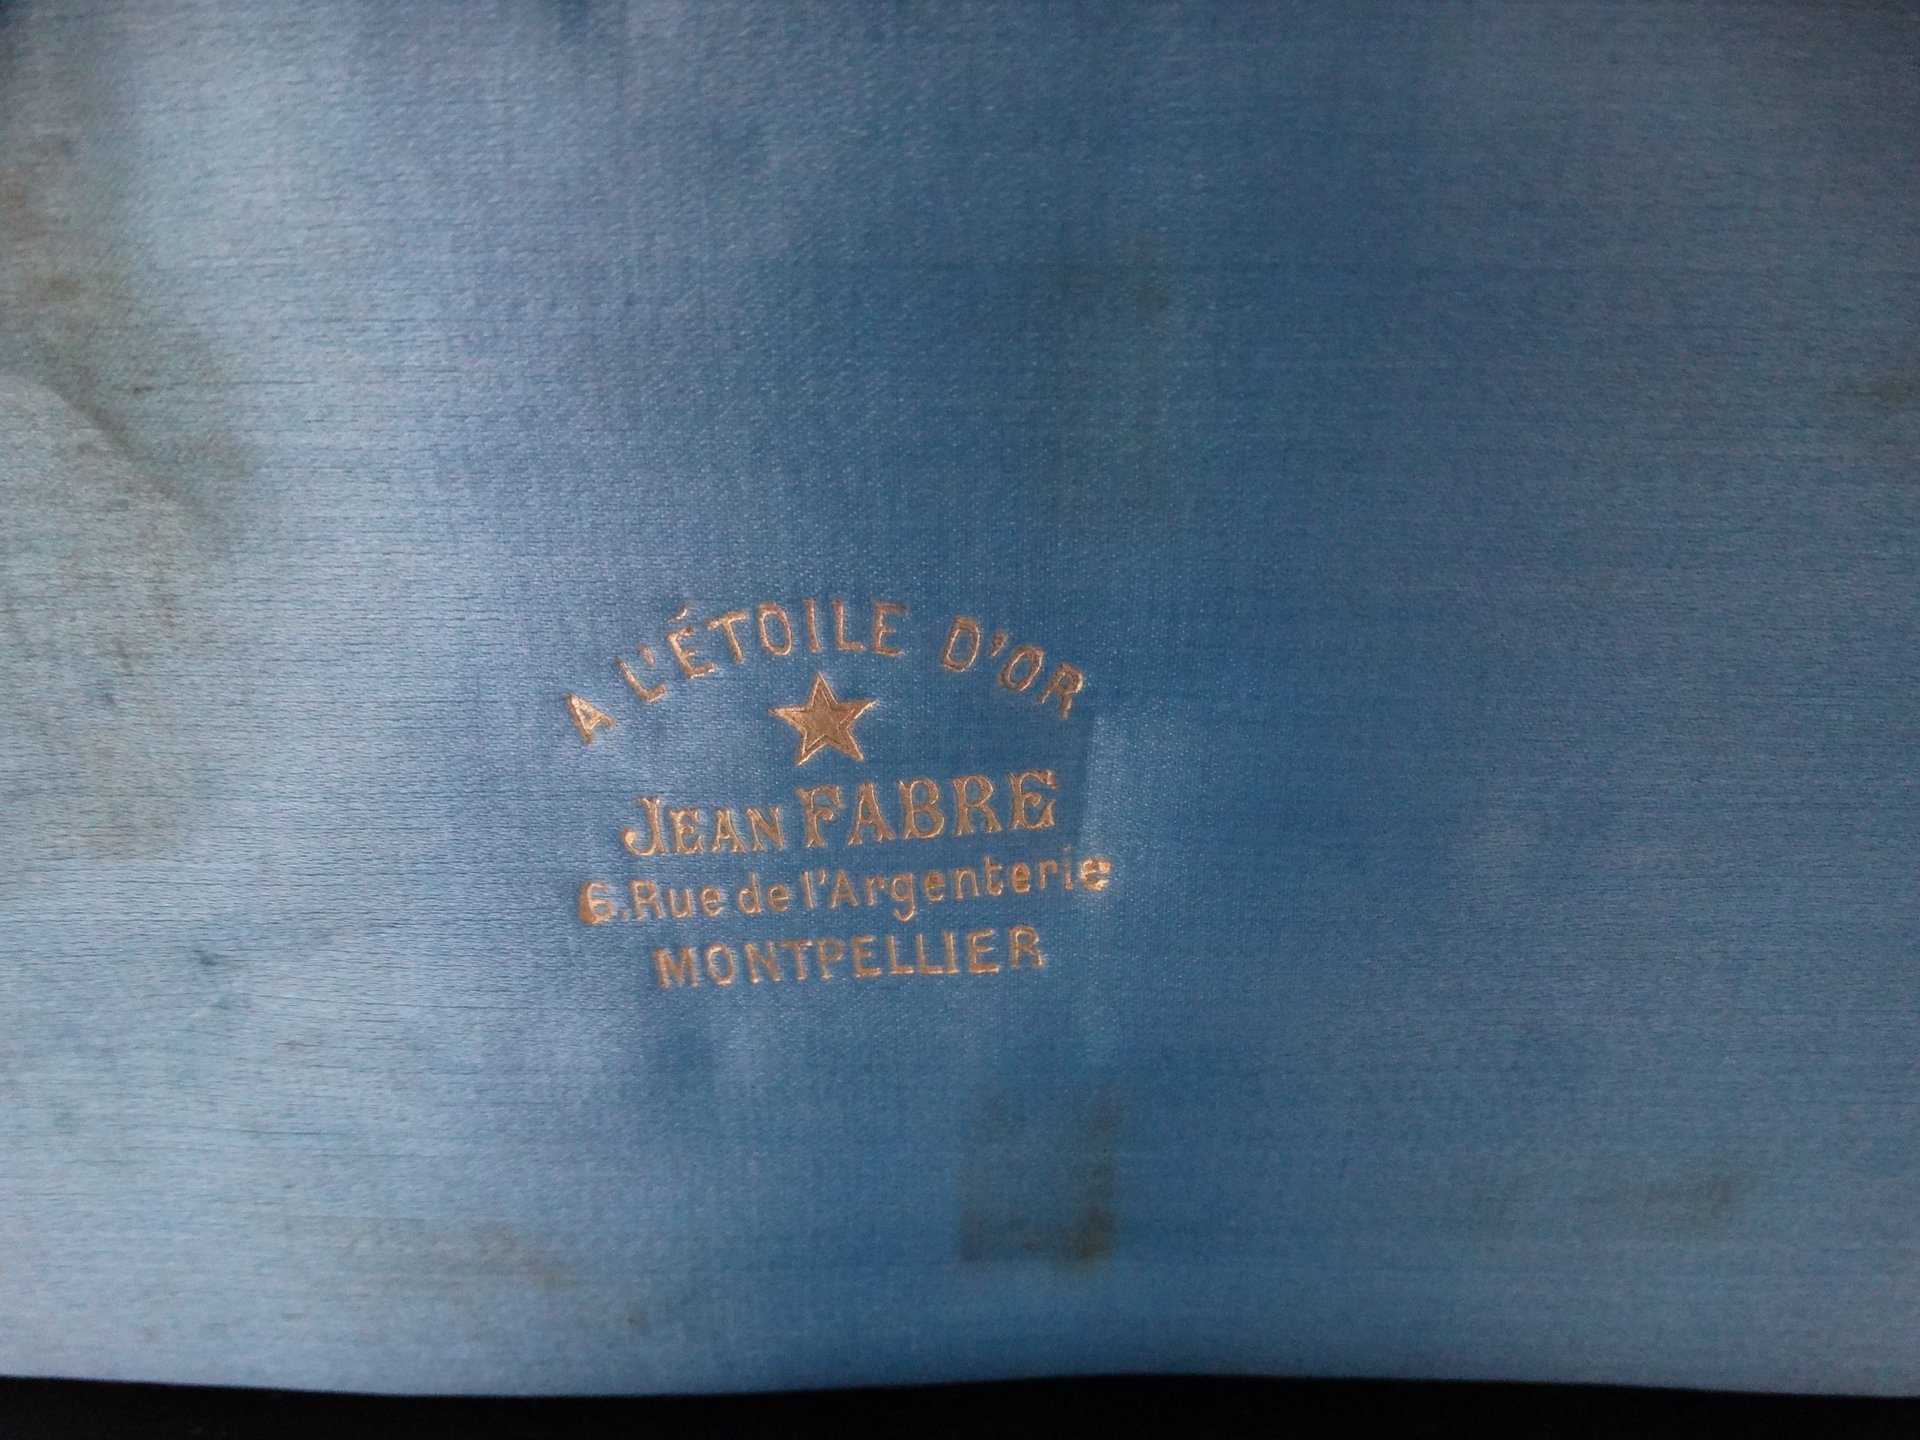 A L'ÉTOILE D'OR
JEAN FABRE
6, Rue de l'Argenterie
MONTPELLIER